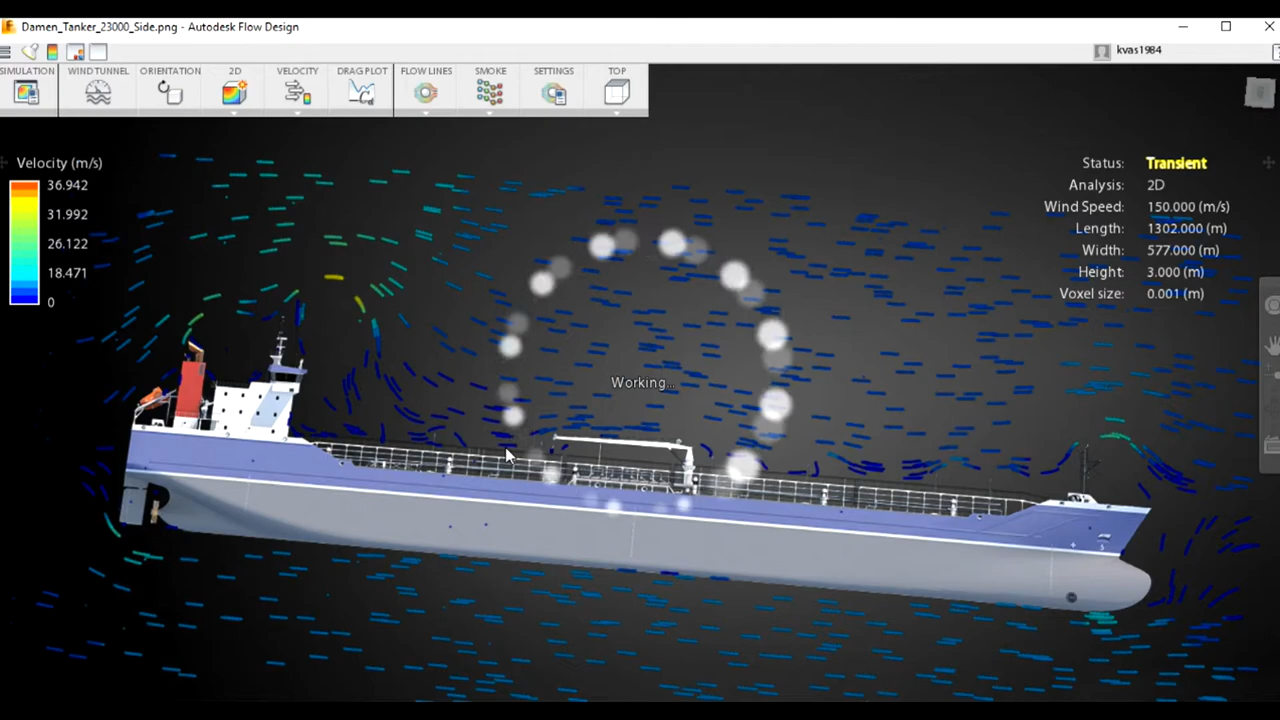 Damen_Tanker_23000_Side.png - Autodesk Flow Design
kvas1984
SIMULATION
WIND TUNNEL
ORIENTATION
2D
VELOCITY
DRAG PLOT
FLOW LINES
SMOKE
SETTINGS
TOP
Velocity (m/s)
36.942
31.992
26.122
18.471
0
Status: Transient
Analysis: 2D
Wind Speed: 150.000 (m/s)
Length: 1302.000 (m)
Width: 577.000 (m)
Height: 3.000 (m)
Voxel size: 0.001 (m)
Working...